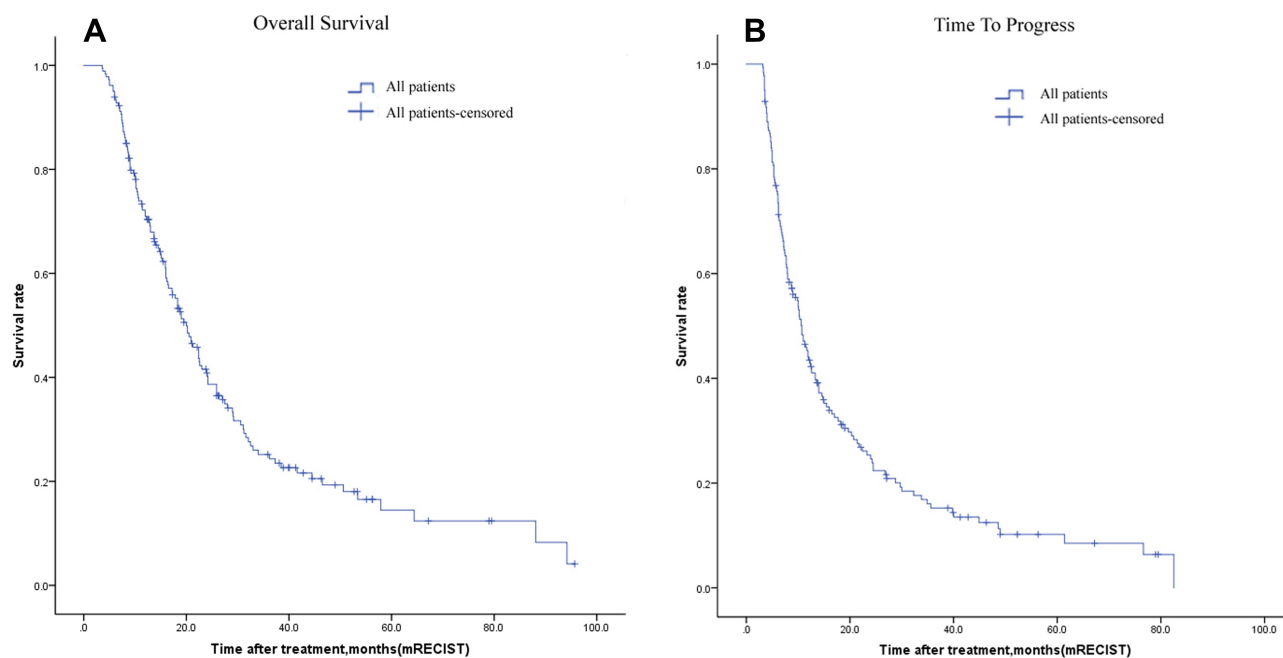 A
Overall Survival
All patients
All patients-censored
1.0
0.8
0.6
0.4
0.2
0.0
Survival rate
.0 20.0 40.0 60.0 80.0 100.0
Time after treatment,months(mRECIST)
B
Time To Progress
All patients
All patients-censored
1.0
0.8
0.6
0.4
0.2
0.0
Survival rate
.0 20.0 40.0 60.0 80.0 100.0
Time after treatment,months(mRECIST)